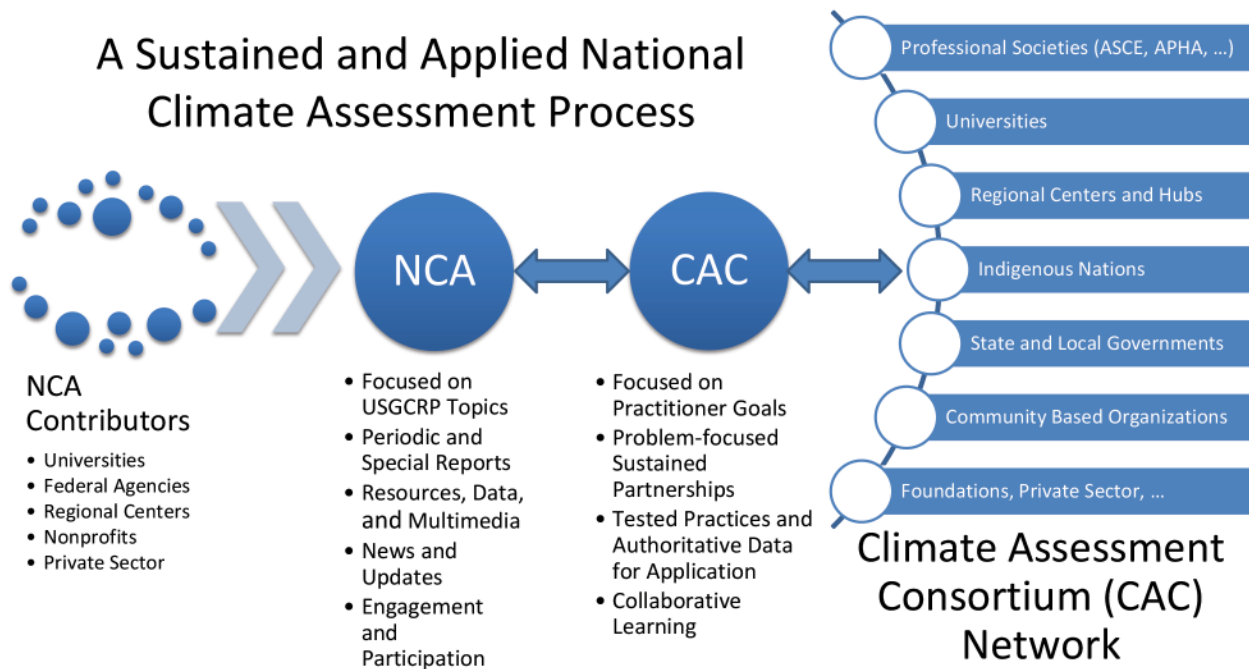 A Sustained and Applied National
Climate Assessment Process
NCA
Contributors
• Universities
• Federal Agencies
• Regional Centers
• Nonprofits
• Private Sector
NCA
• Focused on
USGCRP Topics
• Periodic and
Special Reports
• Resources, Data,
and Multimedia
• News and
Updates
• Engagement
and
Participation
CAC
• Focused on
Practitioner Goals
• Problem-focused
Sustained
Partnerships
• Tested Practices and
Authoritative Data
for Application
• Collaborative
Learning
Professional Societies (ASCE, APHA, …)
Universities
Regional Centers and Hubs
Indigenous Nations
State and Local Governments
Community Based Organizations
Foundations, Private Sector, …
Climate Assessment
Consortium (CAC)
Network